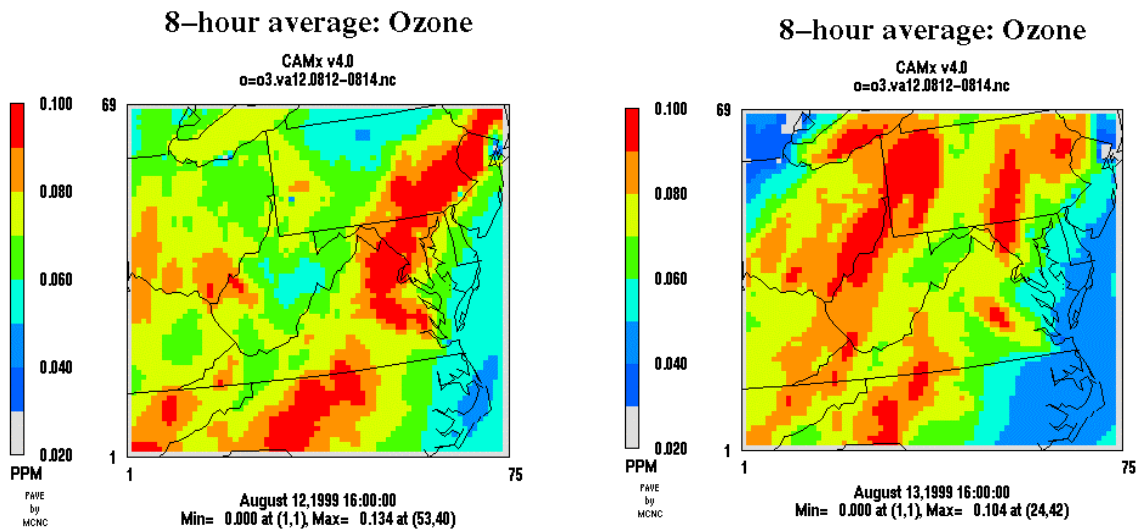 8-hour average: Ozone
CAMx v4.0
o=o3.va12.0812-0814.nc
0.100
0.080
0.060
0.040
0.020
PPM
PAVE
by
MCNC
69
1
1
75
August 12,1999 16:00:00
Min= 0.000 at (1,1), Max= 0.134 at (53,40)
8-hour average: Ozone
CAMx v4.0
o=o3.va12.0812-0814.nc
0.100
0.080
0.060
0.040
0.020
PPM
PAVE
by
MCNC
69
1
1
75
August 13,1999 16:00:00
Min= 0.000 at (1,1), Max= 0.104 at (24,42)